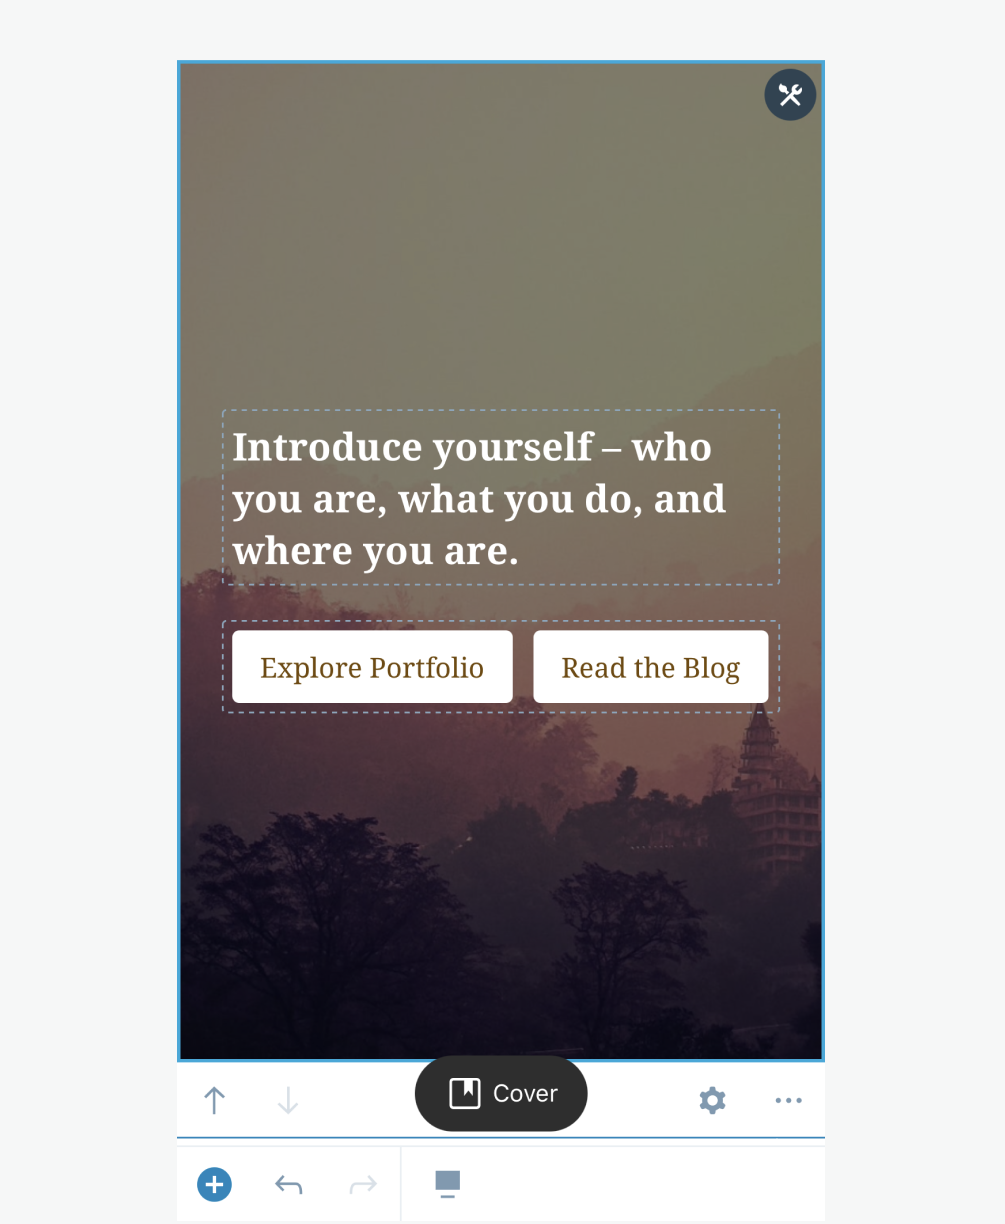 Introduce yourself – who
you are, what you do, and
where you are.
Explore Portfolio
Read the Blog
Cover